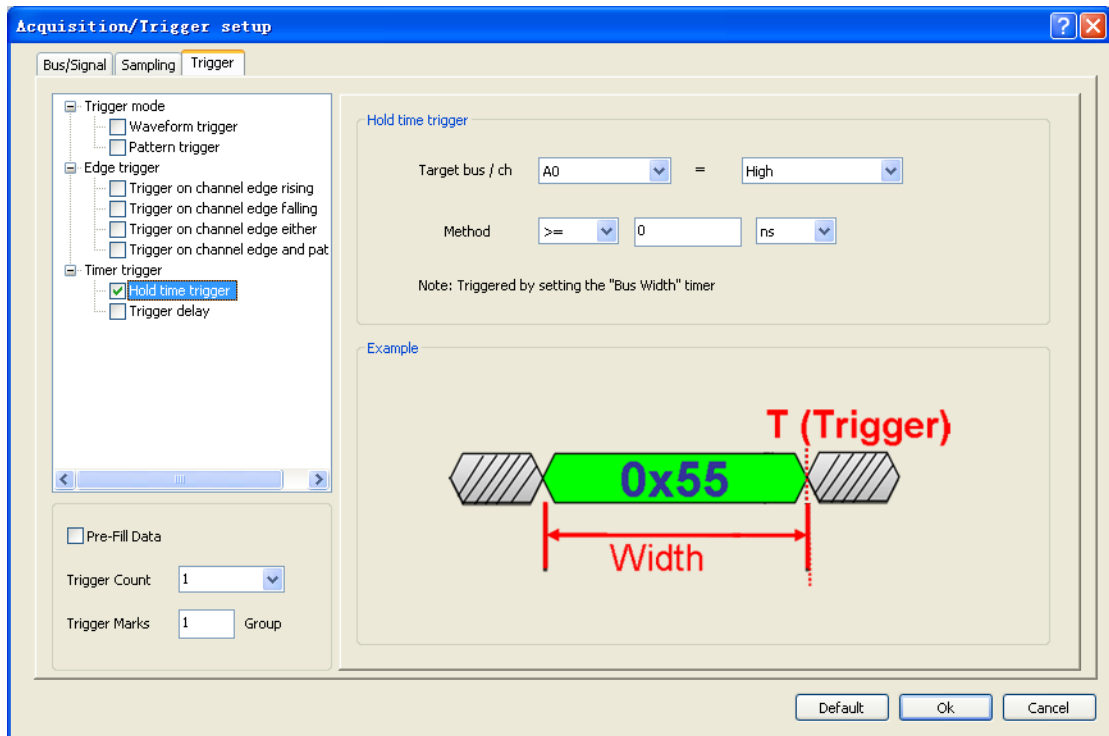 Acquisition/Trigger setup
Bus/Signal Sampling Trigger
Trigger mode
Waveform trigger
Pattern trigger
Edge trigger
Trigger on channel edge rising
Trigger on channel edge falling
Trigger on channel edge either
Trigger on channel edge and pat
Timer trigger
Hold time trigger
Trigger delay
Pre-Fill Data
Trigger Count 1
Trigger Marks 1 Group
Hold time trigger
Target bus / ch A0 = High
Method >= 0 ns
Note: Triggered by setting the "Bus Width" timer
Example
T (Trigger)
0x55
Width
Default Ok Cancel